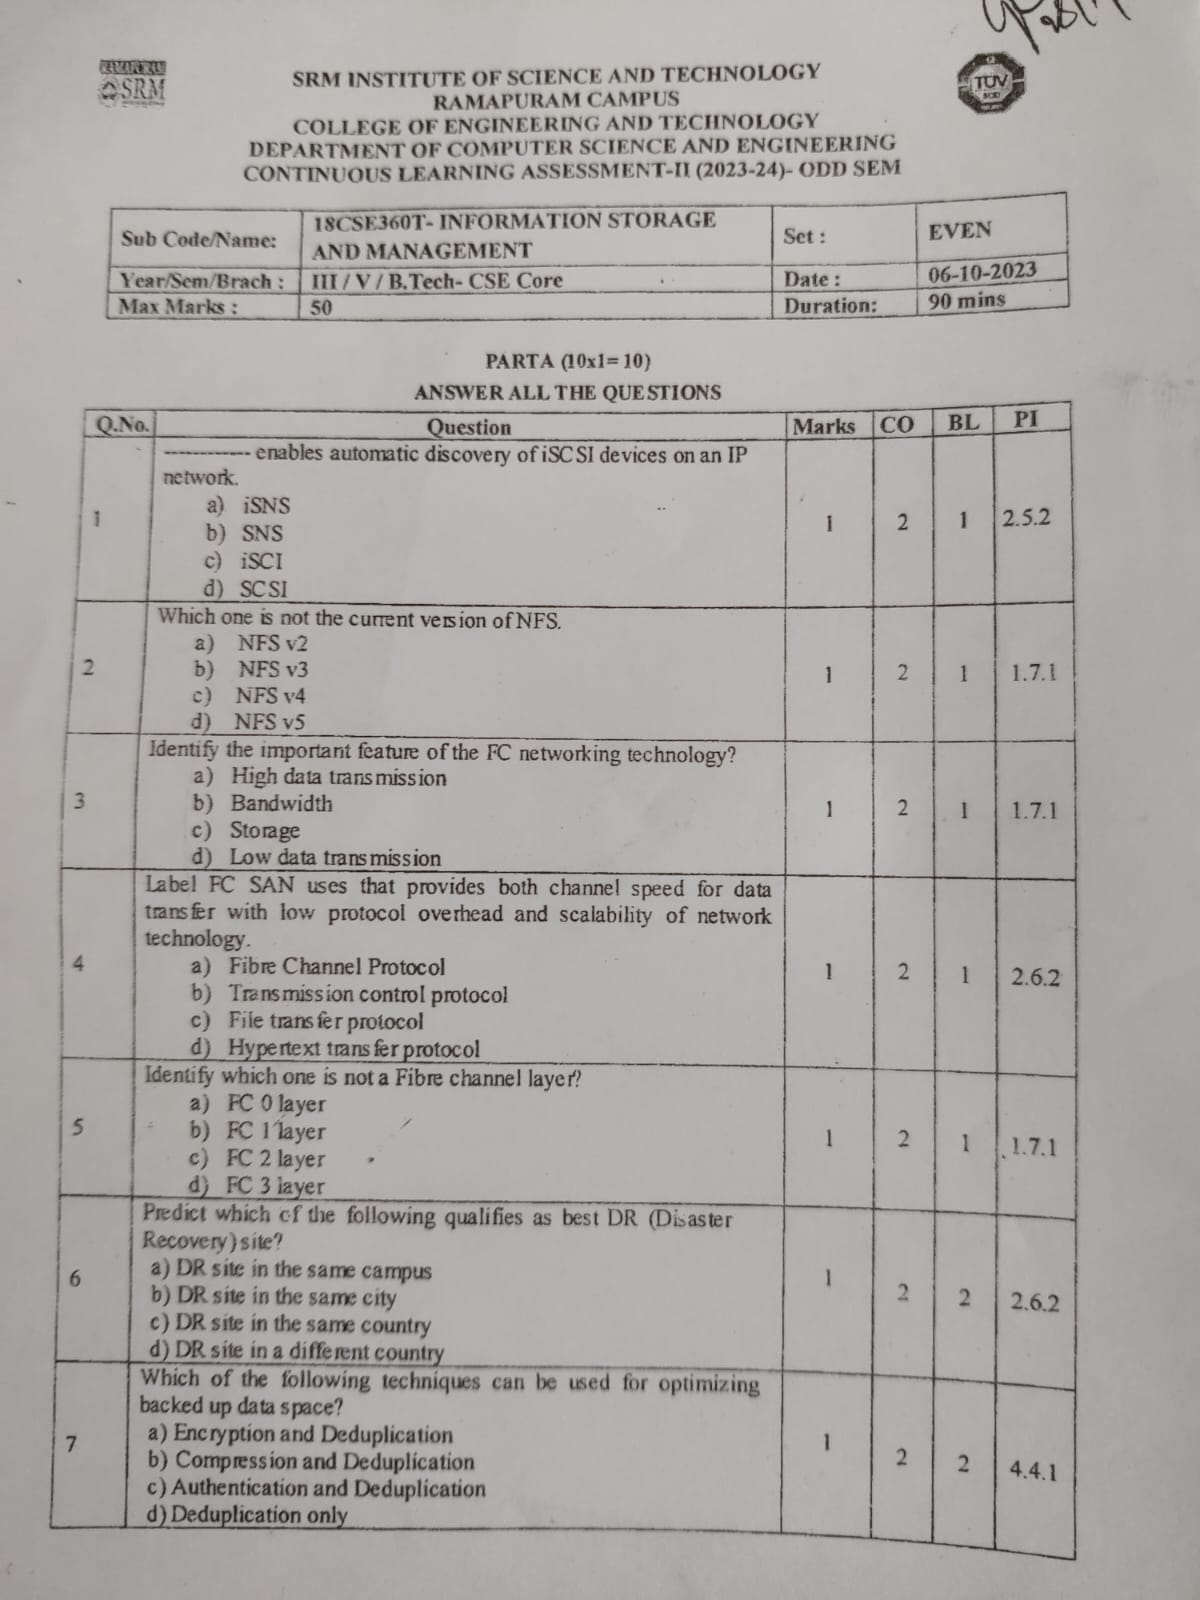 RAMAPURAM
SRM
TUV
SUD
SRM INSTITUTE OF SCIENCE AND TECHNOLOGY
RAMAPURAM CAMPUS
COLLEGE OF ENGINEERING AND TECHNOLOGY
DEPARTMENT OF COMPUTER SCIENCE AND ENGINEERING
CONTINUOUS LEARNING ASSESSMENT-II (2023-24)- ODD SEM
Sub Code/Name: 18CSE360T- INFORMATION STORAGE AND MANAGEMENT Set : EVEN
Year/Sem/Brach : III / V / B.Tech- CSE Core Date : 06-10-2023
Max Marks : 50 Duration: 90 mins
PART A (10x1= 10)
ANSWER ALL THE QUESTIONS
Q.No. Question Marks CO BL PI
1 ------------ enables automatic discovery of iSCSI devices on an IP
network.
a) iSNS
b) SNS
c) iSCI
d) SCSI
1 2 1 2.5.2
2 Which one is not the current version of NFS.
a) NFS v2
b) NFS v3
c) NFS v4
d) NFS v5
1 2 1 1.7.1
3 Identify the important feature of the FC networking technology?
a) High data transmission
b) Bandwidth
c) Storage
d) Low data transmission
1 2 1 1.7.1
4 Label FC SAN uses that provides both channel speed for data
transfer with low protocol overhead and scalability of network
technology.
a) Fibre Channel Protocol
b) Transmission control protocol
c) File transfer protocol
d) Hypertext transfer protocol
1 2 1 2.6.2
5 Identify which one is not a Fibre channel layer?
a) FC 0 layer
b) FC 1 layer
c) FC 2 layer
d) FC 3 layer
1 2 1 1.7.1
6 Predict which of the following qualifies as best DR (Disaster
Recovery) site?
a) DR site in the same campus
b) DR site in the same city
c) DR site in the same country
d) DR site in a different country
1 2 2 2.6.2
7 Which of the following techniques can be used for optimizing
backed up data space?
a) Encryption and Deduplication
b) Compression and Deduplication
c) Authentication and Deduplication
d) Deduplication only
1 2 2 4.4.1